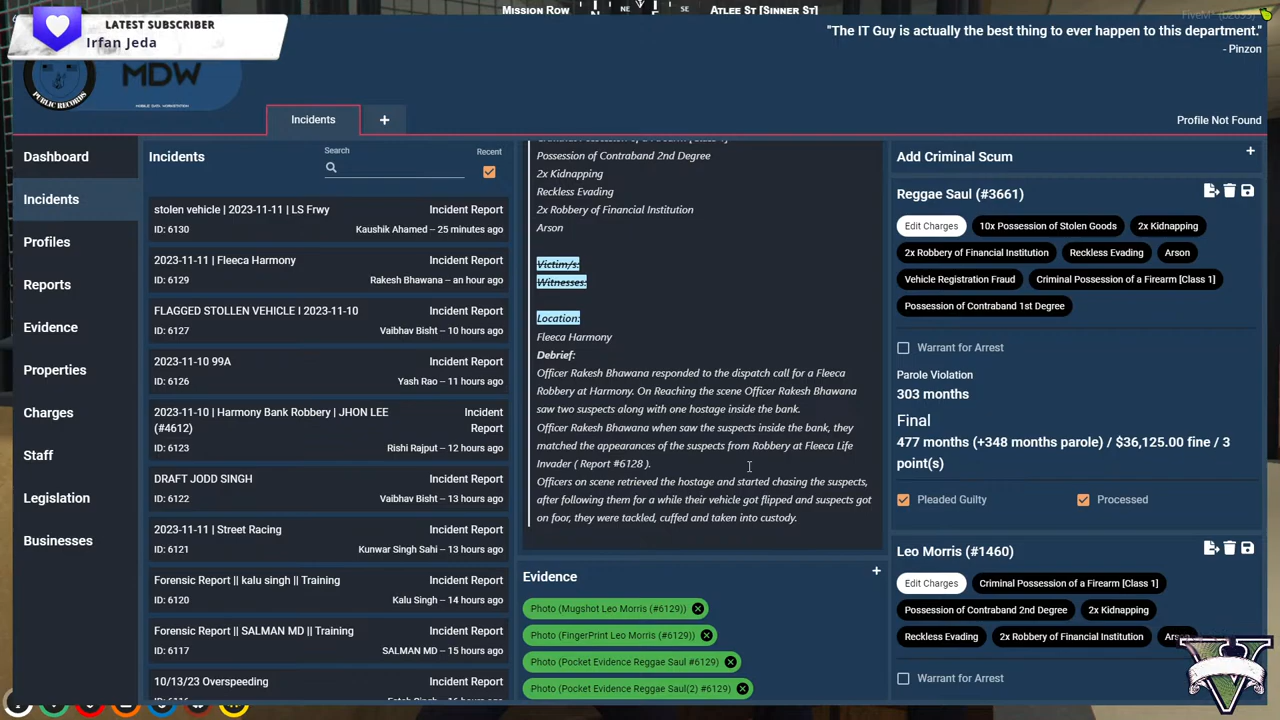 MISSION ROW
N
NE
E
SE
ATLEE ST [SINNER ST]
LATEST SUBSCRIBER
Irfan Jeda
"The IT Guy is actually the best thing to ever happen to this department."
- Pinzon
PUBLIC RECORDS
MDW
MOBILE DATA WORKSTATION
Incidents
+
Profile Not Found
Dashboard
Incidents
Profiles
Reports
Evidence
Properties
Charges
Staff
Legislation
Businesses
Incidents
Search
Recent
stolen vehicle | 2023-11-11 | LS Frwy
Incident Report
ID: 6130
Kaushik Ahamed – 25 minutes ago
2023-11-11 | Fleeca Harmony
Incident Report
ID: 6129
Rakesh Bhawana – an hour ago
FLAGGED STOLLEN VEHICLE I 2023-11-10
Incident Report
ID: 6127
Vaibhav Bisht – 10 hours ago
2023-11-10 99A
Incident Report
ID: 6126
Yash Rao – 11 hours ago
2023-11-10 | Harmony Bank Robbery | JHON LEE (#4612)
Incident Report
ID: 6123
Rishi Rajput – 12 hours ago
DRAFT JODD SINGH
Incident Report
ID: 6122
Vaibhav Bisht – 13 hours ago
2023-11-11 | Street Racing
Incident Report
ID: 6121
Kunwar Singh Sahi – 13 hours ago
Forensic Report || kalu singh || Training
Incident Report
ID: 6120
Kalu Singh – 14 hours ago
Forensic Report || SALMAN MD || Training
Incident Report
ID: 6117
SALMAN MD – 15 hours ago
10/13/23 Overspeeding
Incident Report
Possession of Contraband 2nd Degree
2x Kidnapping
Reckless Evading
2x Robbery of Financial Institution
Arson
Victim/s:
Witnesses:
Location:
Fleeca Harmony
Debrief:
Officer Rakesh Bhawana responded to the dispatch call for a Fleeca
Robbery at Harmony. On Reaching the scene Officer Rakesh Bhawana
saw two suspects along with one hostage inside the bank.
Officer Rakesh Bhawana when saw the suspects inside the bank, they
matched the appearances of the suspects from Robbery at Fleeca Life
Invader ( Report #6128 ).
Officers on scene retrieved the hostage and started chasing the suspects,
after following them for a while their vehicle got flipped and suspects got
on foor, they were tackled, cuffed and taken into custody.
Evidence
+
Photo (Mugshot Leo Morris (#6129))
Photo (FingerPrint Leo Morris (#6129))
Photo (Pocket Evidence Reggae Saul #6129)
Photo (Pocket Evidence Reggae Saul(2) #6129)
Add Criminal Scum
+
Reggae Saul (#3661)
Edit Charges
10x Possession of Stolen Goods
2x Kidnapping
2x Robbery of Financial Institution
Reckless Evading
Arson
Vehicle Registration Fraud
Criminal Possession of a Firearm [Class 1]
Possession of Contraband 1st Degree
Warrant for Arrest
Parole Violation
303 months
Final
477 months (+348 months parole) / $36,125.00 fine / 3
point(s)
Pleaded Guilty
Processed
Leo Morris (#1460)
Edit Charges
Criminal Possession of a Firearm [Class 1]
Possession of Contraband 2nd Degree
2x Kidnapping
Reckless Evading
2x Robbery of Financial Institution
Warrant for Arrest